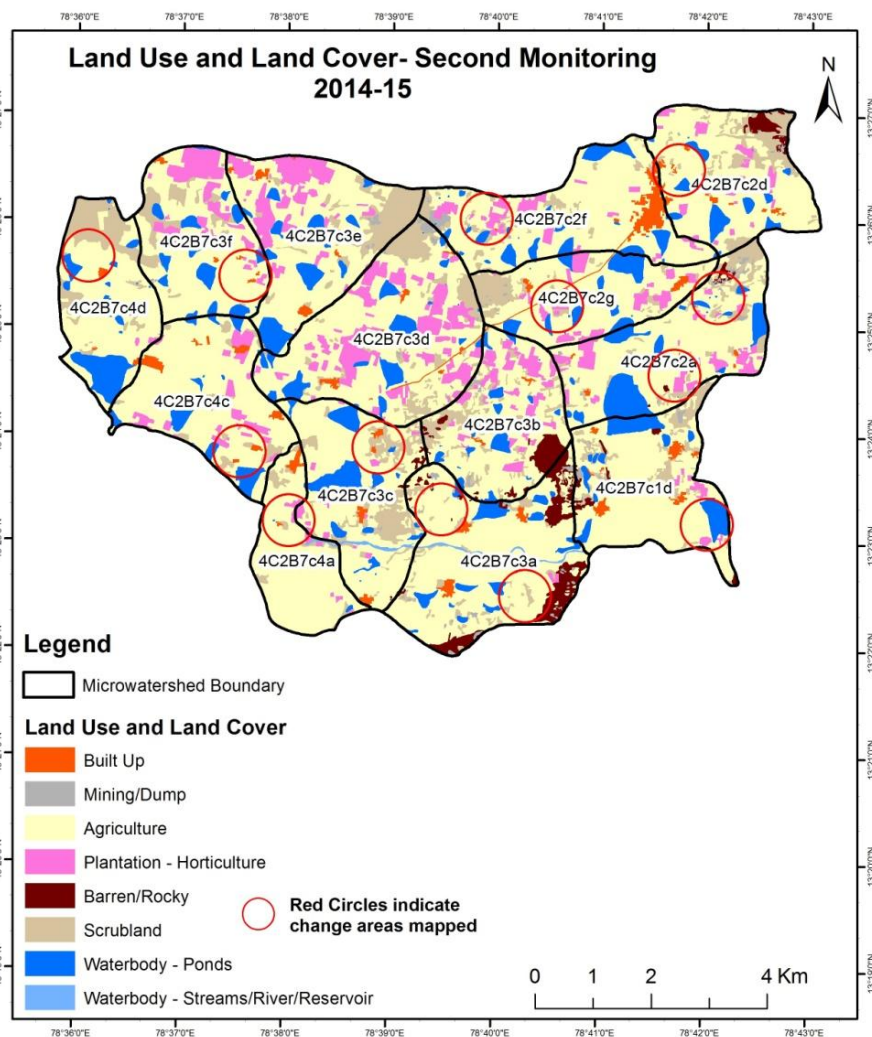 78°36'0"E 78°37'0"E 78°38'0"E 78°39'0"E 78°40'0"E 78°41'0"E 78°42'0"E 78°43'0"E
Land Use and Land Cover- Second Monitoring
2014-15
N
4C2B7c2d
4C2B7c2f
4C2B7c3f
4C2B7c3e
4C2B7c4d
4C2B7c2g
4C2B7c3d
4C2B7c2a
4C2B7c4c
4C2B7c3b
4C2B7c3c
4C2B7c1d
4C2B7c4a
4C2B7c3a
Legend
Microwatershed Boundary
Land Use and Land Cover
Built Up
Mining/Dump
Agriculture
Plantation - Horticulture
Barren/Rocky
Scrubland
Waterbody - Ponds
Waterbody - Streams/River/Reservoir
Red Circles indicate
change areas mapped
0 1 2 4 Km
78°36'0"E 78°37'0"E 78°38'0"E 78°39'0"E 78°40'0"E 78°41'0"E 78°42'0"E 78°43'0"E